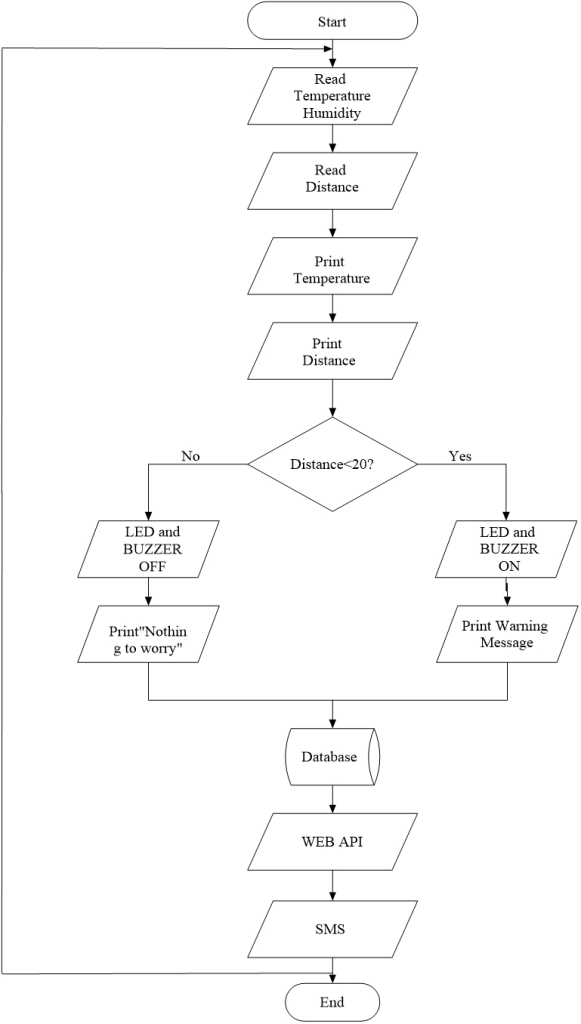 Start
Read
Temperature
Humidity
Read
Distance
Print
Temperature
Print
Distance
Distance<20?
No
Yes
LED and
BUZZER
OFF
LED and
BUZZER
ON
Print"Nothin
g to worry"
Print Warning
Message
Database
WEB API
SMS
End